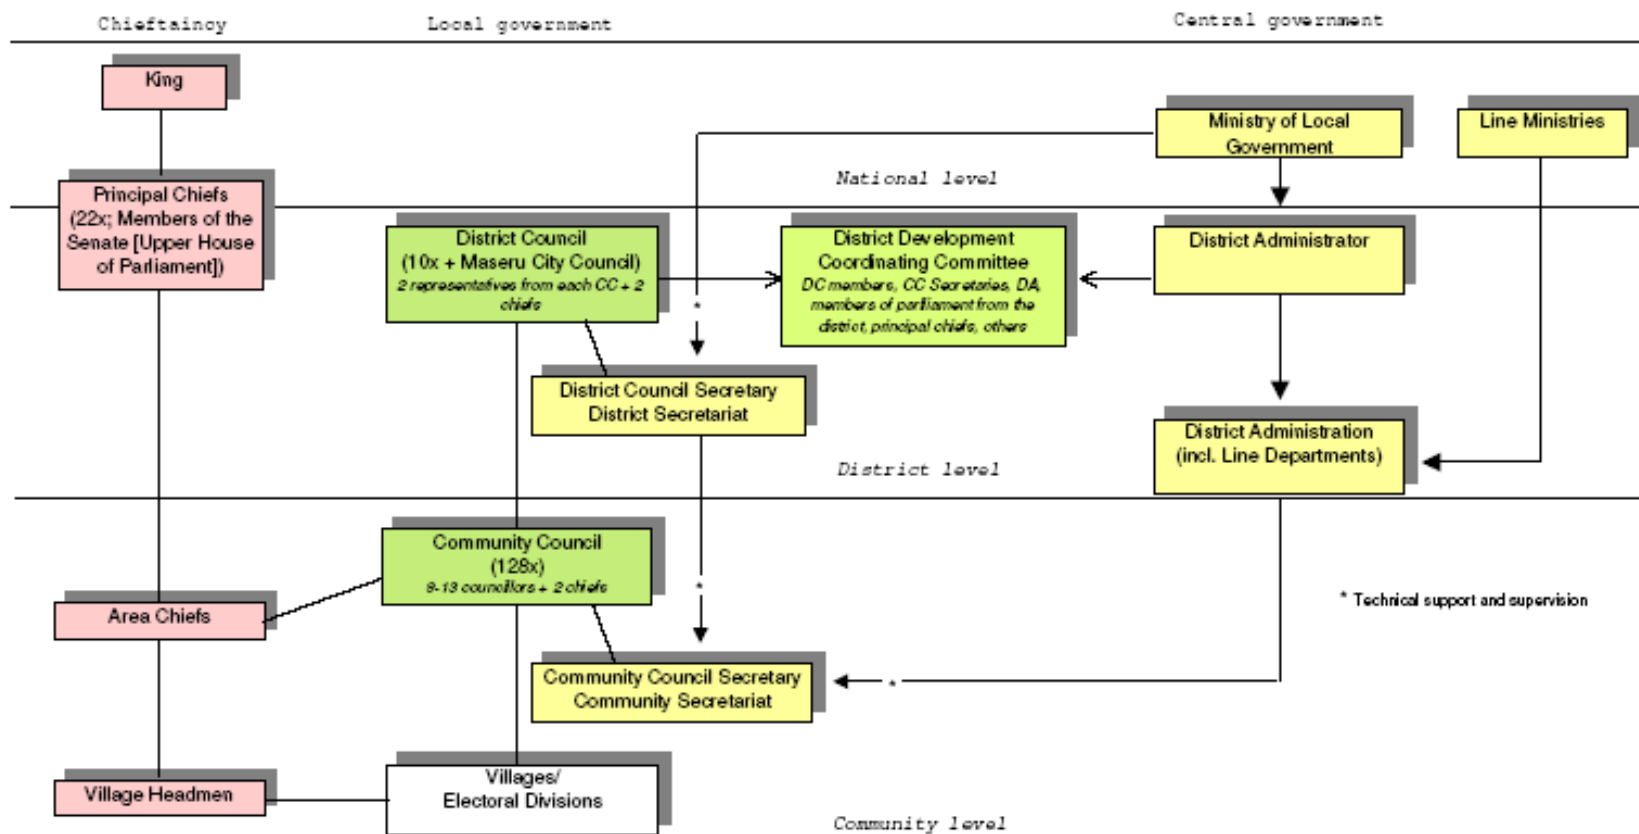 Chieftaincy
Local government
Central government
King
Ministry of Local
Government
Line Ministries
National level
Principal Chiefs
(22x; Members of the
Senate [Upper House
of Parliament])
District Council
(10x + Maseru City Council)
2 representatives from each CC + 2
chiefs
District Development
Coordinating Committee
DC members, CC Secretaries, DA,
members of parliament from the
district, principal chiefs, others
District Administrator
*
District Council Secretary
District Secretariat
District Administration
(incl. Line Departments)
District level
Community Council
(128x)
9-13 councillors + 2 chiefs
*
Area Chiefs
* Technical support and supervision
Community Council Secretary
Community Secretariat
*
Village Headmen
Villages/
Electoral Divisions
Community level